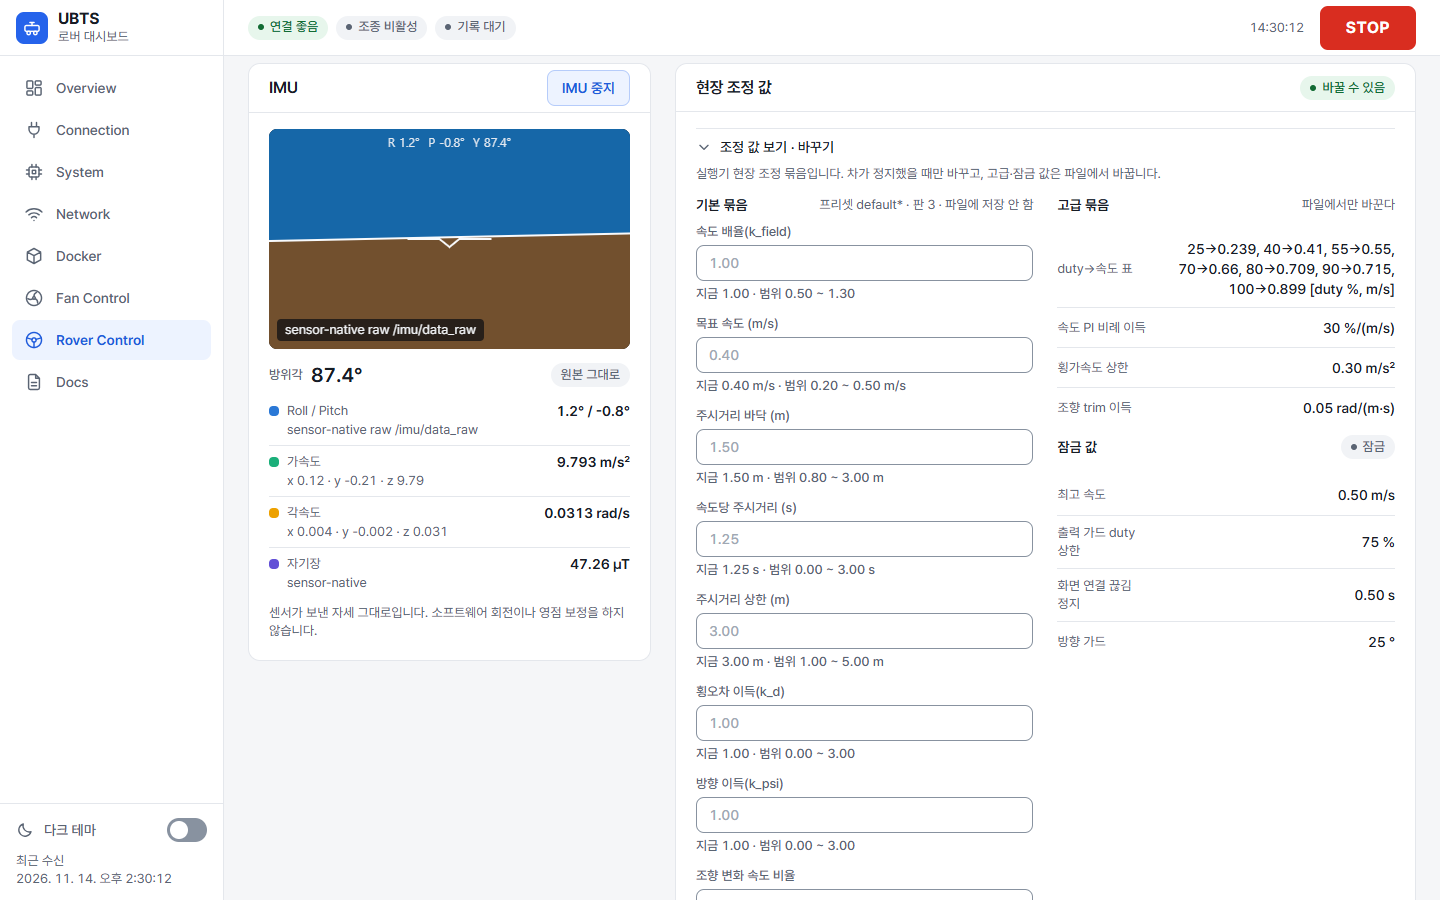 UBTS
로버 대시보드
연결 좋음
조종 비활성
기록 대기
14:30:12
STOP
Overview
Connection
System
Network
Docker
Fan Control
Rover Control
Docs
다크 테마
최근 수신
2026. 11. 14. 오후 2:30:12
IMU
IMU 중지
R 1.2° P -0.8° Y 87.4°
sensor-native raw /imu/data_raw
방위각 87.4°
원본 그대로
Roll / Pitch
1.2° / -0.8°
sensor-native raw /imu/data_raw
가속도
9.793 m/s²
x 0.12 · y -0.21 · z 9.79
각속도
0.0313 rad/s
x 0.004 · y -0.002 · z 0.031
자기장
47.26 µT
sensor-native
센서가 보낸 자세 그대로입니다. 소프트웨어 회전이나 영점 보정을 하지
않습니다.
현장 조정 값
바꿀 수 있음
조정 값 보기 · 바꾸기
실행기 현장 조정 묶음입니다. 차가 정지했을 때만 바꾸고, 고급·잠금 값은 파일에서 바꿉니다.
기본 묶음
프리셋 default* · 판 3 · 파일에 저장 안 함
속도 배율(k_field)
1.00
지금 1.00 · 범위 0.50 ~ 1.30
목표 속도 (m/s)
0.40
지금 0.40 m/s · 범위 0.20 ~ 0.50 m/s
주시거리 바닥 (m)
1.50
지금 1.50 m · 범위 0.80 ~ 3.00 m
속도당 주시거리 (s)
1.25
지금 1.25 s · 범위 0.00 ~ 3.00 s
주시거리 상한 (m)
3.00
지금 3.00 m · 범위 1.00 ~ 5.00 m
횡오차 이득(k_d)
1.00
지금 1.00 · 범위 0.00 ~ 3.00
방향 이득(k_psi)
1.00
지금 1.00 · 범위 0.00 ~ 3.00
조향 변화 속도 비율
고급 묶음
파일에서만 바꾼다
duty→속도 표
25→0.239, 40→0.41, 55→0.55,
70→0.66, 80→0.709, 90→0.715,
100→0.899 [duty %, m/s]
속도 PI 비례 이득
30 %/(m/s)
횡가속도 상한
0.30 m/s²
조향 trim 이득
0.05 rad/(m·s)
잠금 값
잠금
최고 속도
0.50 m/s
출력 가드 duty
상한
75 %
화면 연결 끊김
정지
0.50 s
방향 가드
25 °